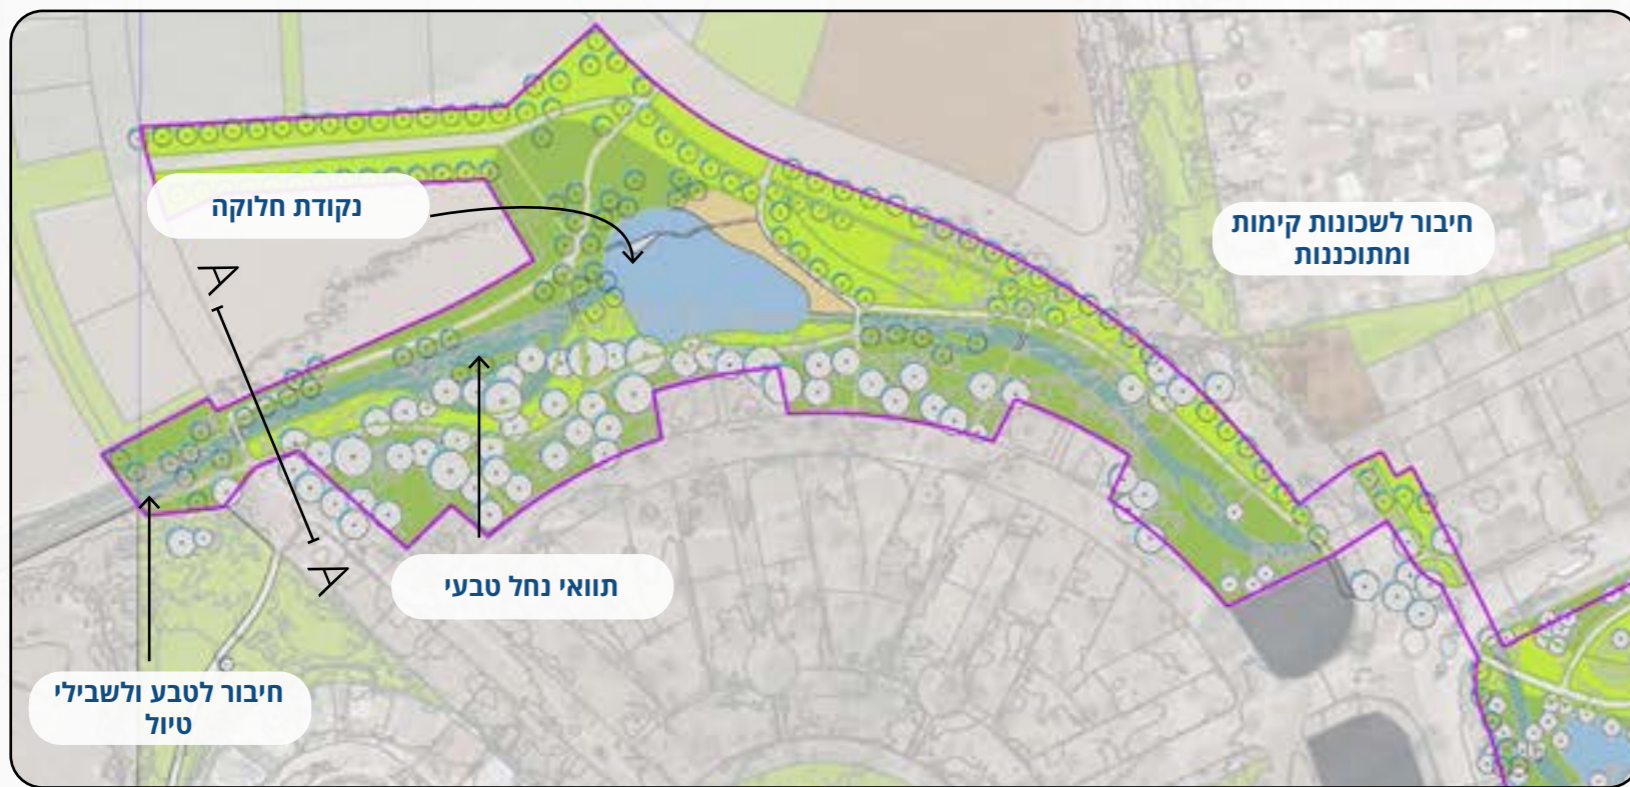 נקודת חלוקה
חיבור לשכונות קימות
ומתוכננות
A
A
תוואי נחל טבעי
חיבור לטבע ולשבילי
טיול